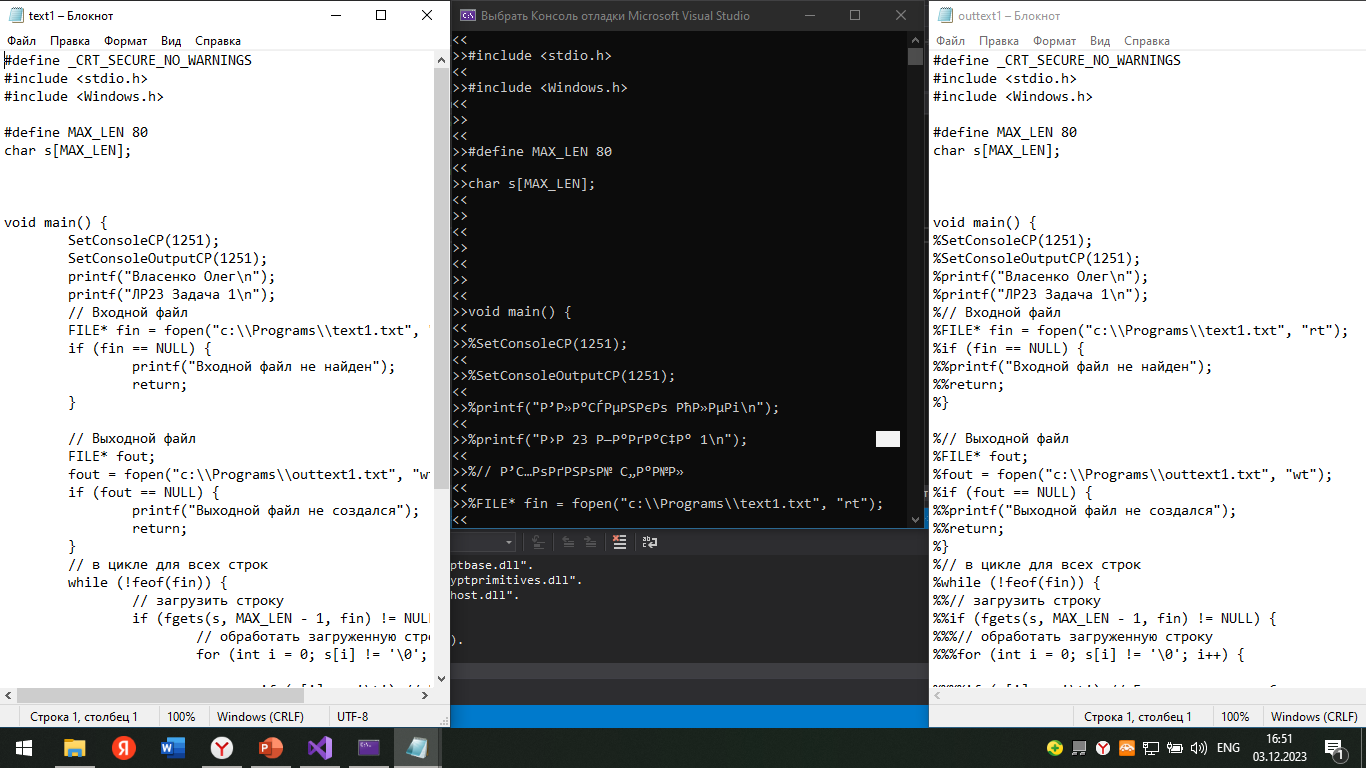 text1 – Блокнот
Файл Правка Формат Вид Справка
#define _CRT_SECURE_NO_WARNINGS
#include <stdio.h>
#include <Windows.h>
#define MAX_LEN 80
char s[MAX_LEN];
void main() {
SetConsoleCP(1251);
SetConsoleOutputCP(1251);
printf("Власенко Олег\n");
printf("ЛР23 Задача 1\n");
// Входной файл
FILE* fin = fopen("c:\\Programs\\text1.txt",
if (fin == NULL) {
printf("Входной файл не найден");
return;
}
// Выходной файл
FILE* fout;
fout = fopen("c:\\Programs\\outtext1.txt", "wt
if (fout == NULL) {
printf("Выходной файл не создался");
return;
}
// в цикле для всех строк
while (!feof(fin)) {
// загрузить строку
if (fgets(s, MAX_LEN - 1, fin) != NULL
// обработать загруженную стро
for (int i = 0; s[i] != '\0';
Строка 1, столбец 1 100% Windows (CRLF) UTF-8
Выбрать Консоль отладки Microsoft Visual Studio
<<
>>#include <stdio.h>
<<
>>#include <Windows.h>
<<
>>
<<
>>#define MAX_LEN 80
<<
>>char s[MAX_LEN];
<<
>>
<<
>>
<<
>>
<<
>>void main() {
<<
>>%SetConsoleCP(1251);
<<
>>%SetConsoleOutputCP(1251);
<<
>>%printf("Р’Р»Р°СЃРµРЅРєРѕ РћР»РµРі\n");
<<
>>%printf("Р›Р 23 Р—Р°РґР°С‡Р° 1\n");
<<
>>%// Р’С…РѕРґРЅРѕР№ С„Р°Р№Р»
<<
>>%FILE* fin = fopen("c:\\Programs\\text1.txt", "rt");
<<
ptbase.dll".
yptprimitives.dll".
host.dll".
).
outtext1 – Блокнот
Файл Правка Формат Вид Справка
#define _CRT_SECURE_NO_WARNINGS
#include <stdio.h>
#include <Windows.h>
#define MAX_LEN 80
char s[MAX_LEN];
void main() {
%SetConsoleCP(1251);
%SetConsoleOutputCP(1251);
%printf("Власенко Олег\n");
%printf("ЛР23 Задача 1\n");
%// Входной файл
%FILE* fin = fopen("c:\\Programs\\text1.txt", "rt");
%if (fin == NULL) {
%%printf("Входной файл не найден");
%%return;
%}
%// Выходной файл
%FILE* fout;
%fout = fopen("c:\\Programs\\outtext1.txt", "wt");
%if (fout == NULL) {
%%printf("Выходной файл не создался");
%%return;
%}
%// в цикле для всех строк
%while (!feof(fin)) {
%%// загрузить строку
%%if (fgets(s, MAX_LEN - 1, fin) != NULL) {
%%%// обработать загруженную строку
%%%for (int i = 0; s[i] != '\0'; i++) {
Строка 1, столбец 1 100% Windows (CRLF)
ENG
16:51
03.12.2023
1